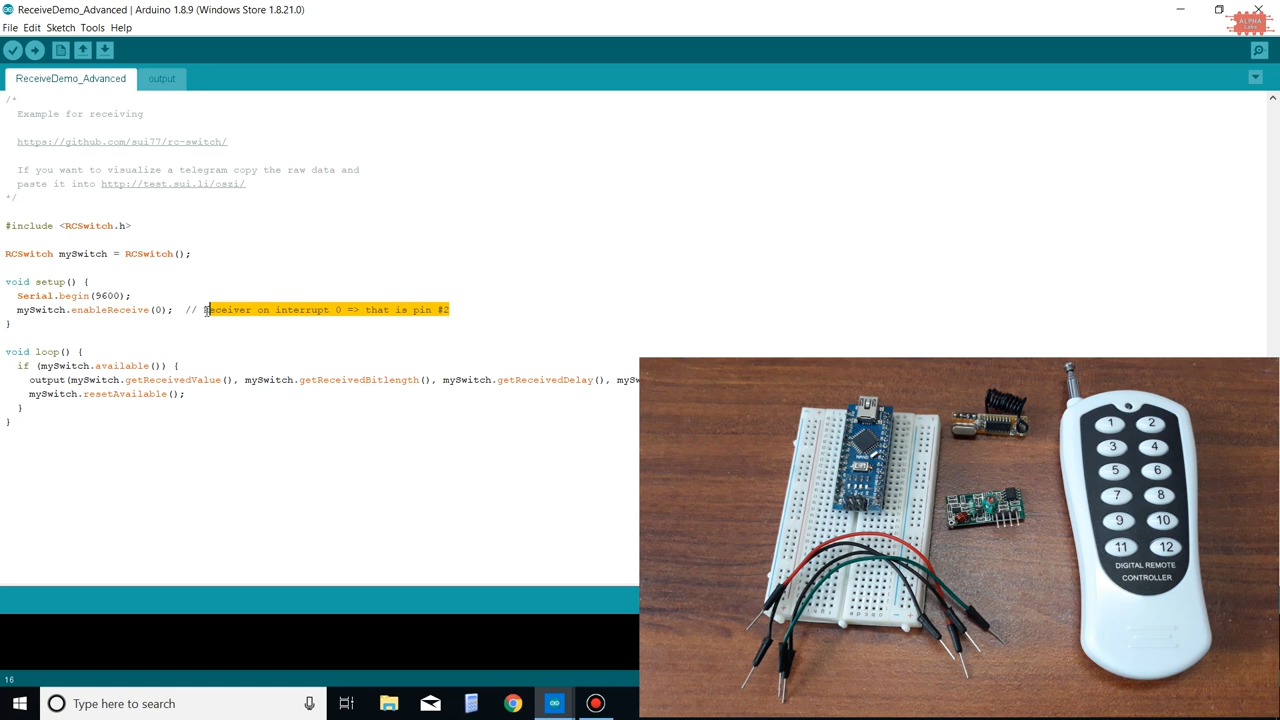 ReceiveDemo_Advanced | Arduino 1.8.9 (Windows Store 1.8.21.0)
ALPHA
Labs
File Edit Sketch Tools Help
ReceiveDemo_Advanced output
/*
Example for receiving
https://github.com/sui77/rc-switch/
If you want to visualize a telegram copy the raw data and
paste it into http://test.sui.li/oszi/
*/
#include <RCSwitch.h>
RCSwitch mySwitch = RCSwitch();
void setup() {
Serial.begin(9600);
mySwitch.enableReceive(0); // Receiver on interrupt 0 => that is pin #2
}
void loop() {
if (mySwitch.available()) {
output(mySwitch.getReceivedValue(), mySwitch.getReceivedBitlength(), mySwitch.getReceivedDelay(), mySw
mySwitch.resetAvailable();
}
}
1 2
3 4
5 6
7 8
9 10
11 12
DIGITAL REMOTE
CONTROLLER
NANO
16
Type here to search